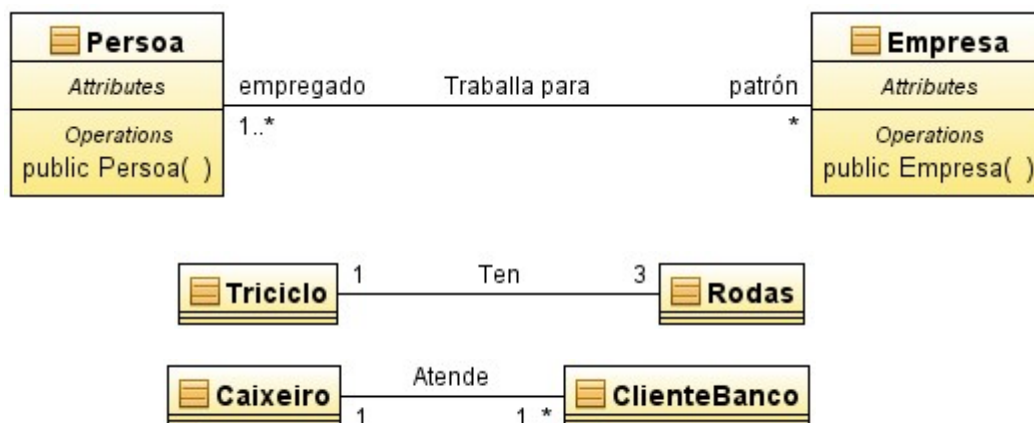 Persoa
Attributes
Operations
public Persoa( )
empregado Traballa para patrón
1..* *
Empresa
Attributes
Operations
public Empresa( )
Triciclo 1 Ten 3 Rodas
Caixeiro Atende ClienteBanco
1 1..*